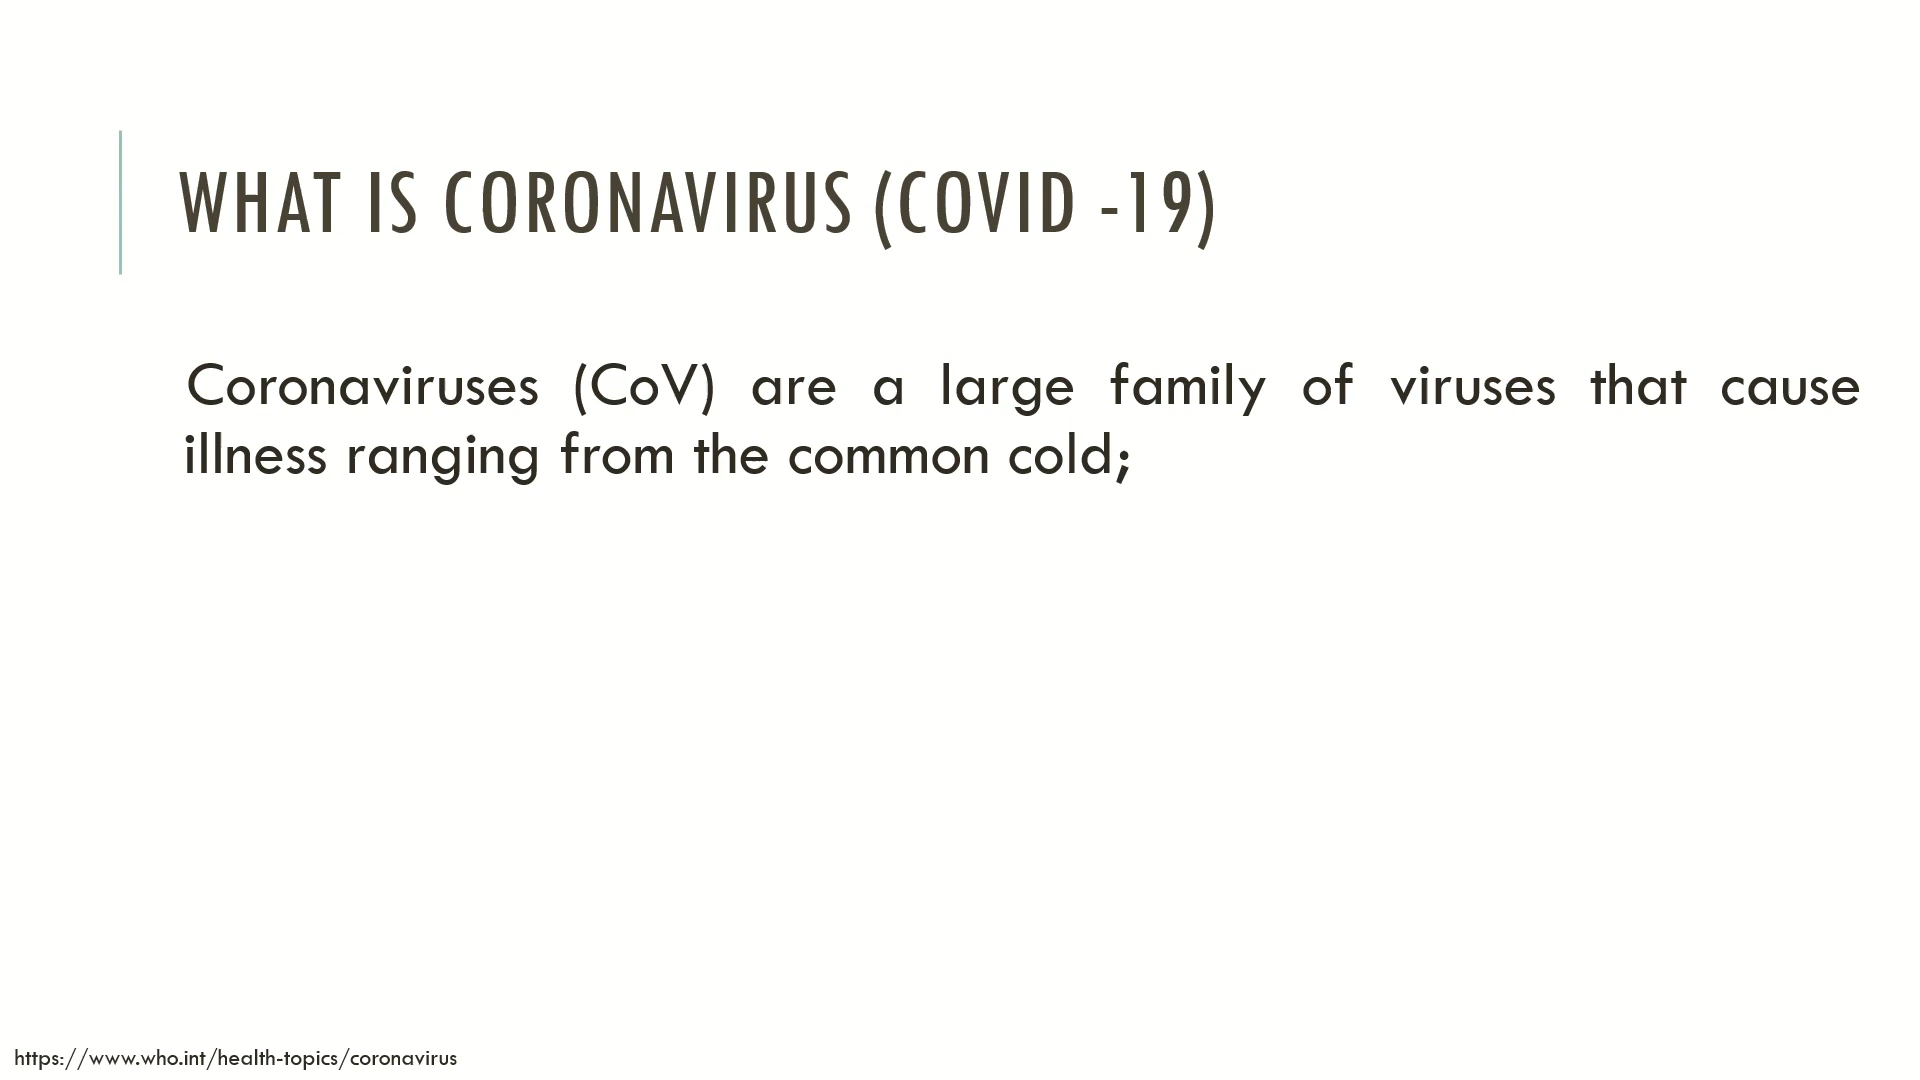 WHAT IS CORONAVIRUS (COVID -19)
Coronaviruses (CoV) are a large family of viruses that cause
illness ranging from the common cold;
https://www.who.int/health-topics/coronavirus